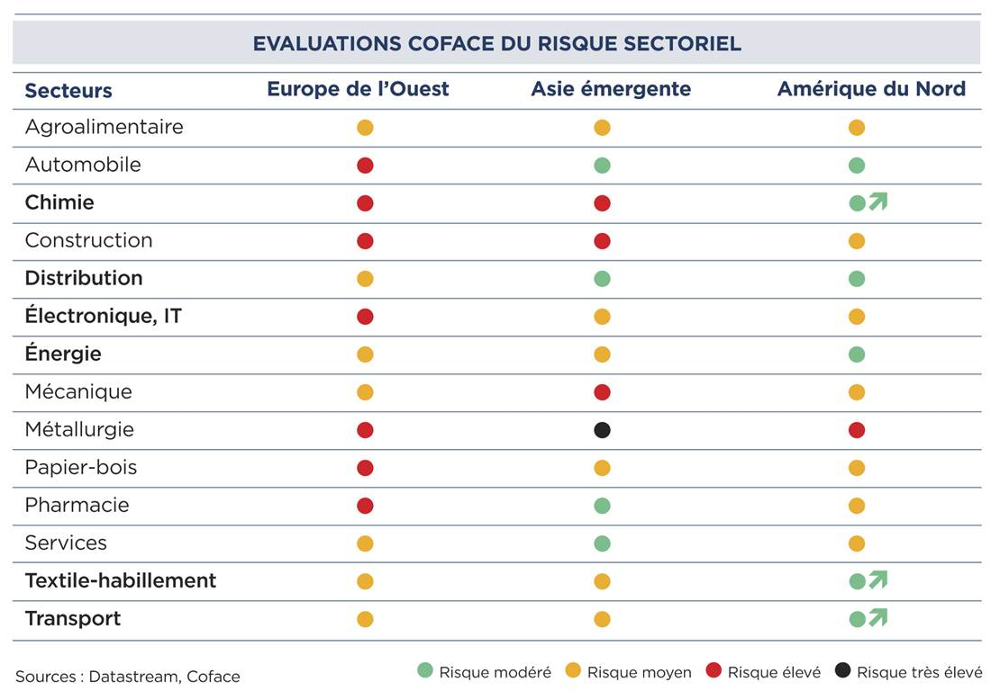 EVALUATIONS COFACE DU RISQUE SECTORIEL
Secteurs Europe de l’Ouest Asie émergente Amérique du Nord
Agroalimentaire
Automobile
Chimie
Construction
Distribution
Électronique, IT
Énergie
Mécanique
Métallurgie
Papier-bois
Pharmacie
Services
Textile-habillement
Transport
Sources : Datastream, Coface Risque modéré Risque moyen Risque élevé Risque très élevé